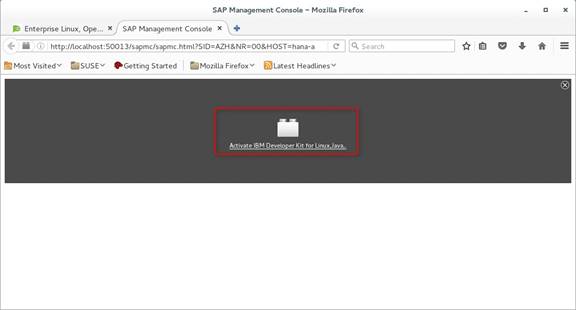 SAP Management Console - Mozilla Firefox
Enterprise Linux, Ope... SAP Management Console
http://localhost:50013/sapmc/sapmc.html?SID=AZH&NR=00&HOST=hana-a Search
Most Visited SUSE Getting Started Mozilla Firefox Latest Headlines
Activate IBM Developer Kit for Linux,Java..